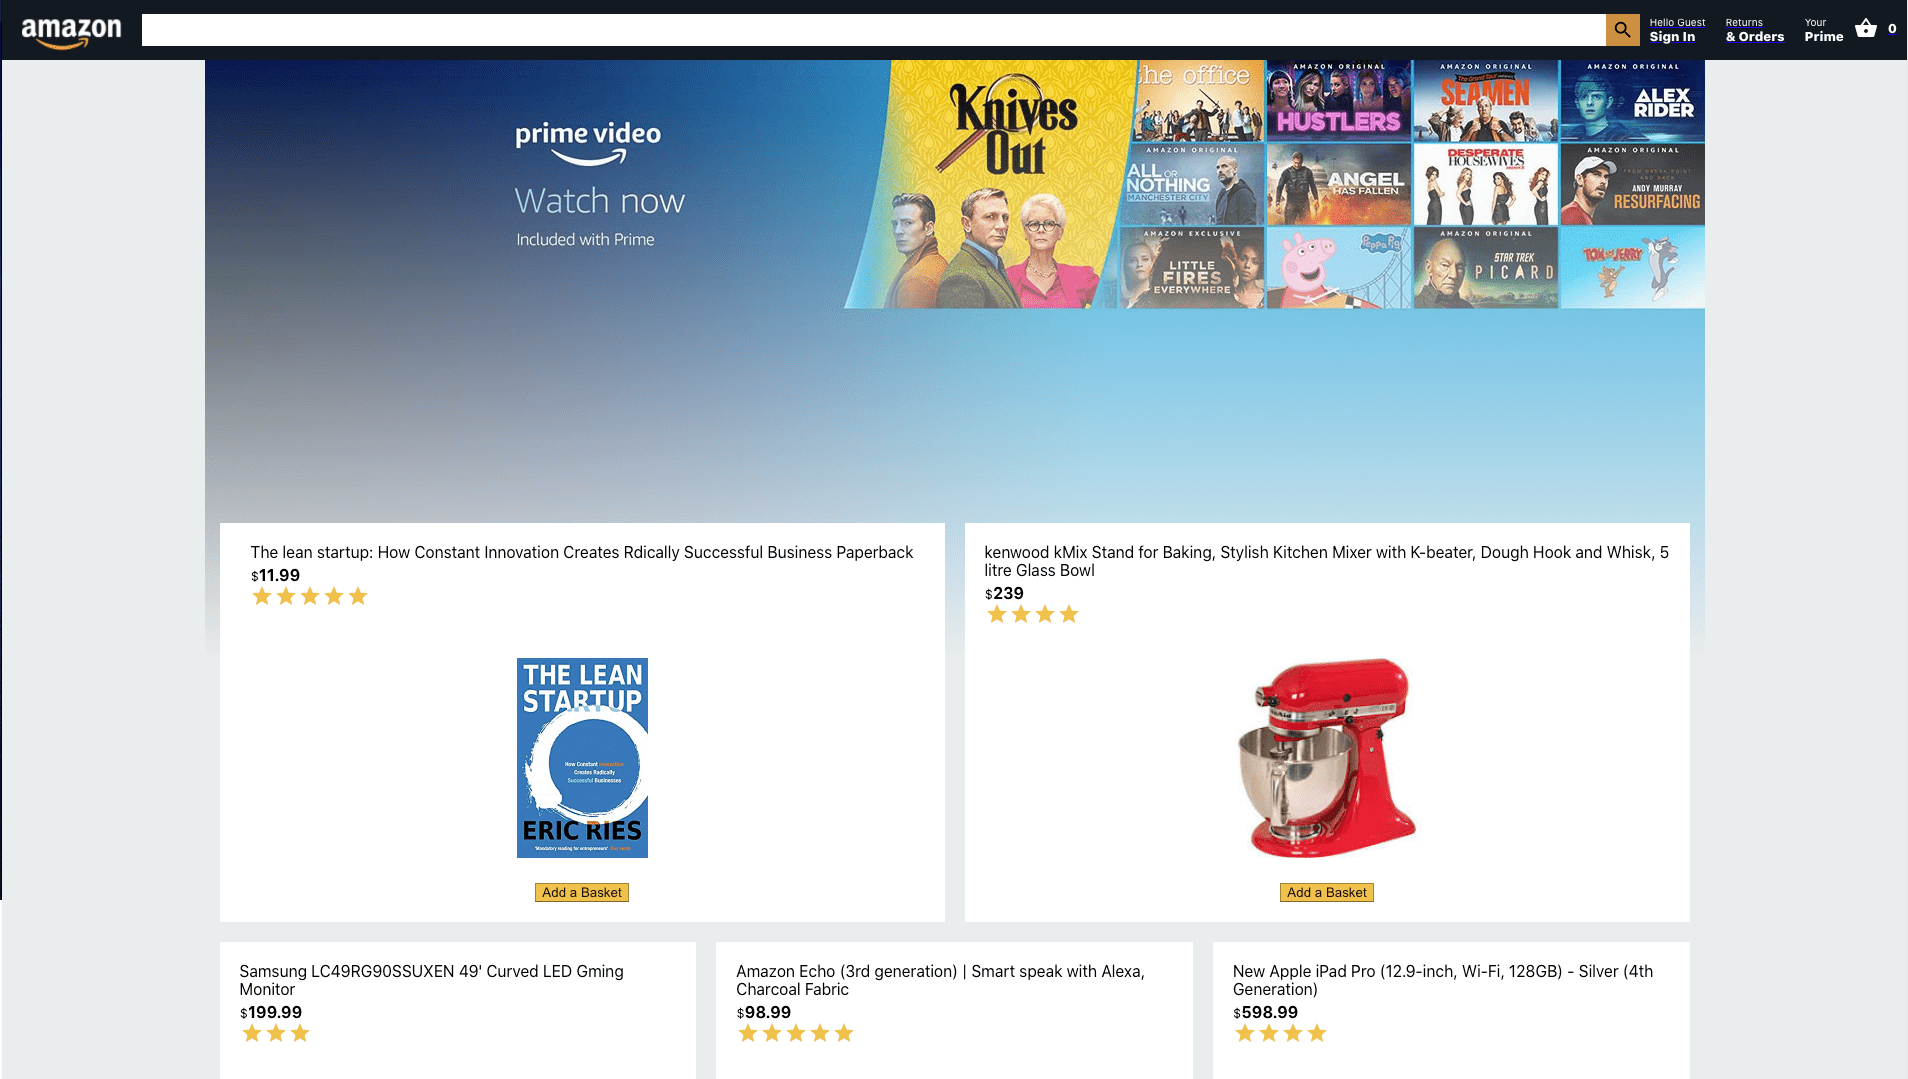 amazon
Hello Guest
Sign In
Returns
& Orders
Your
Prime
0
prime video
Watch now
Included with Prime
Knives
Out
the office
AMAZON ORIGINAL
HUSTLERS
AMAZON ORIGINAL
The Grand Tour
SEAMEN
AMAZON ORIGINAL
ALEX
RIDER
AMAZON ORIGINAL
ALL OR
NOTHING
MANCHESTER CITY
ANGEL
HAS FALLEN
DESPERATE
HOUSEWIVES
AMAZON ORIGINAL
ANDY MURRAY
RESURFACING
AMAZON EXCLUSIVE
LITTLE
FIRES
EVERYWHERE
Peppa Pig
AMAZON ORIGINAL
STAR TREK
PICARD
TOM and JERRY
The lean startup: How Constant Innovation Creates Rdically Successful Business Paperback
$11.99
THE LEAN
STARTUP
How Constant Innovation
Creates Radically
Successful Businesses
ERIC RIES
'Mandatory reading for entrepreneurs'
Add a Basket
kenwood kMix Stand for Baking, Stylish Kitchen Mixer with K-beater, Dough Hook and Whisk, 5
litre Glass Bowl
$239
Add a Basket
Samsung LC49RG90SSUXEN 49' Curved LED Gming
Monitor
$199.99
Amazon Echo (3rd generation) | Smart speak with Alexa,
Charcoal Fabric
$98.99
New Apple iPad Pro (12.9-inch, Wi-Fi, 128GB) - Silver (4th
Generation)
$598.99